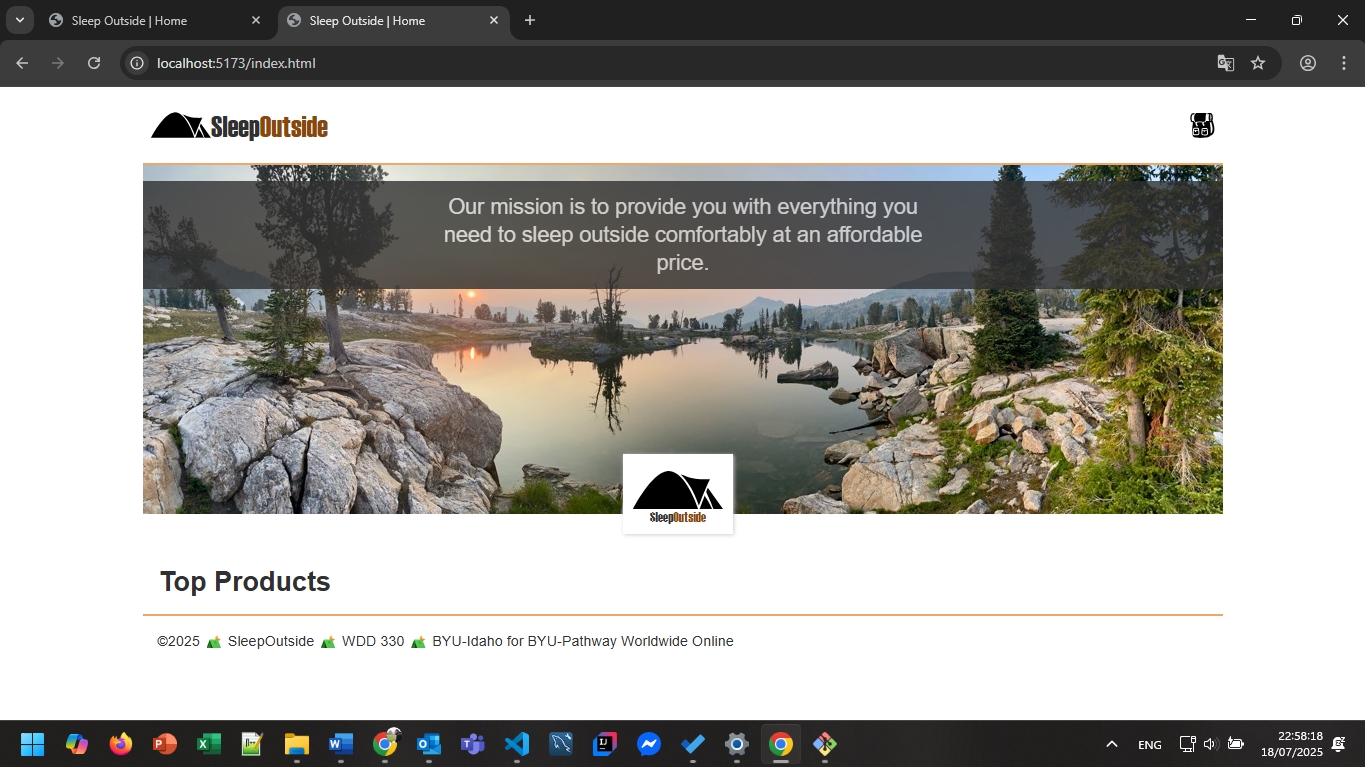 Sleep Outside | Home
Sleep Outside | Home
localhost:5173/index.html
SleepOutside
Our mission is to provide you with everything you
need to sleep outside comfortably at an affordable
price.
SleepOutside
Top Products
©2025 SleepOutside WDD 330 BYU-Idaho for BYU-Pathway Worldwide Online
ENG
22:58:18
18/07/2025